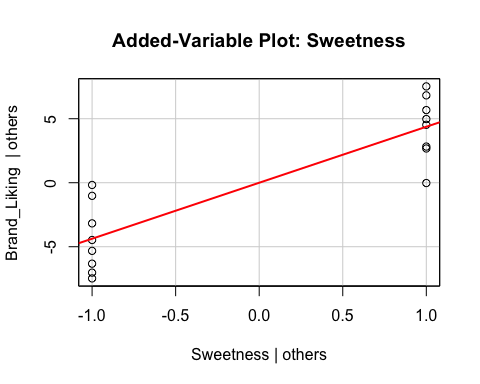 Added-Variable Plot: Sweetness
Brand_Liking | others
5
0
-5
-1.0 -0.5 0.0 0.5 1.0
Sweetness | others